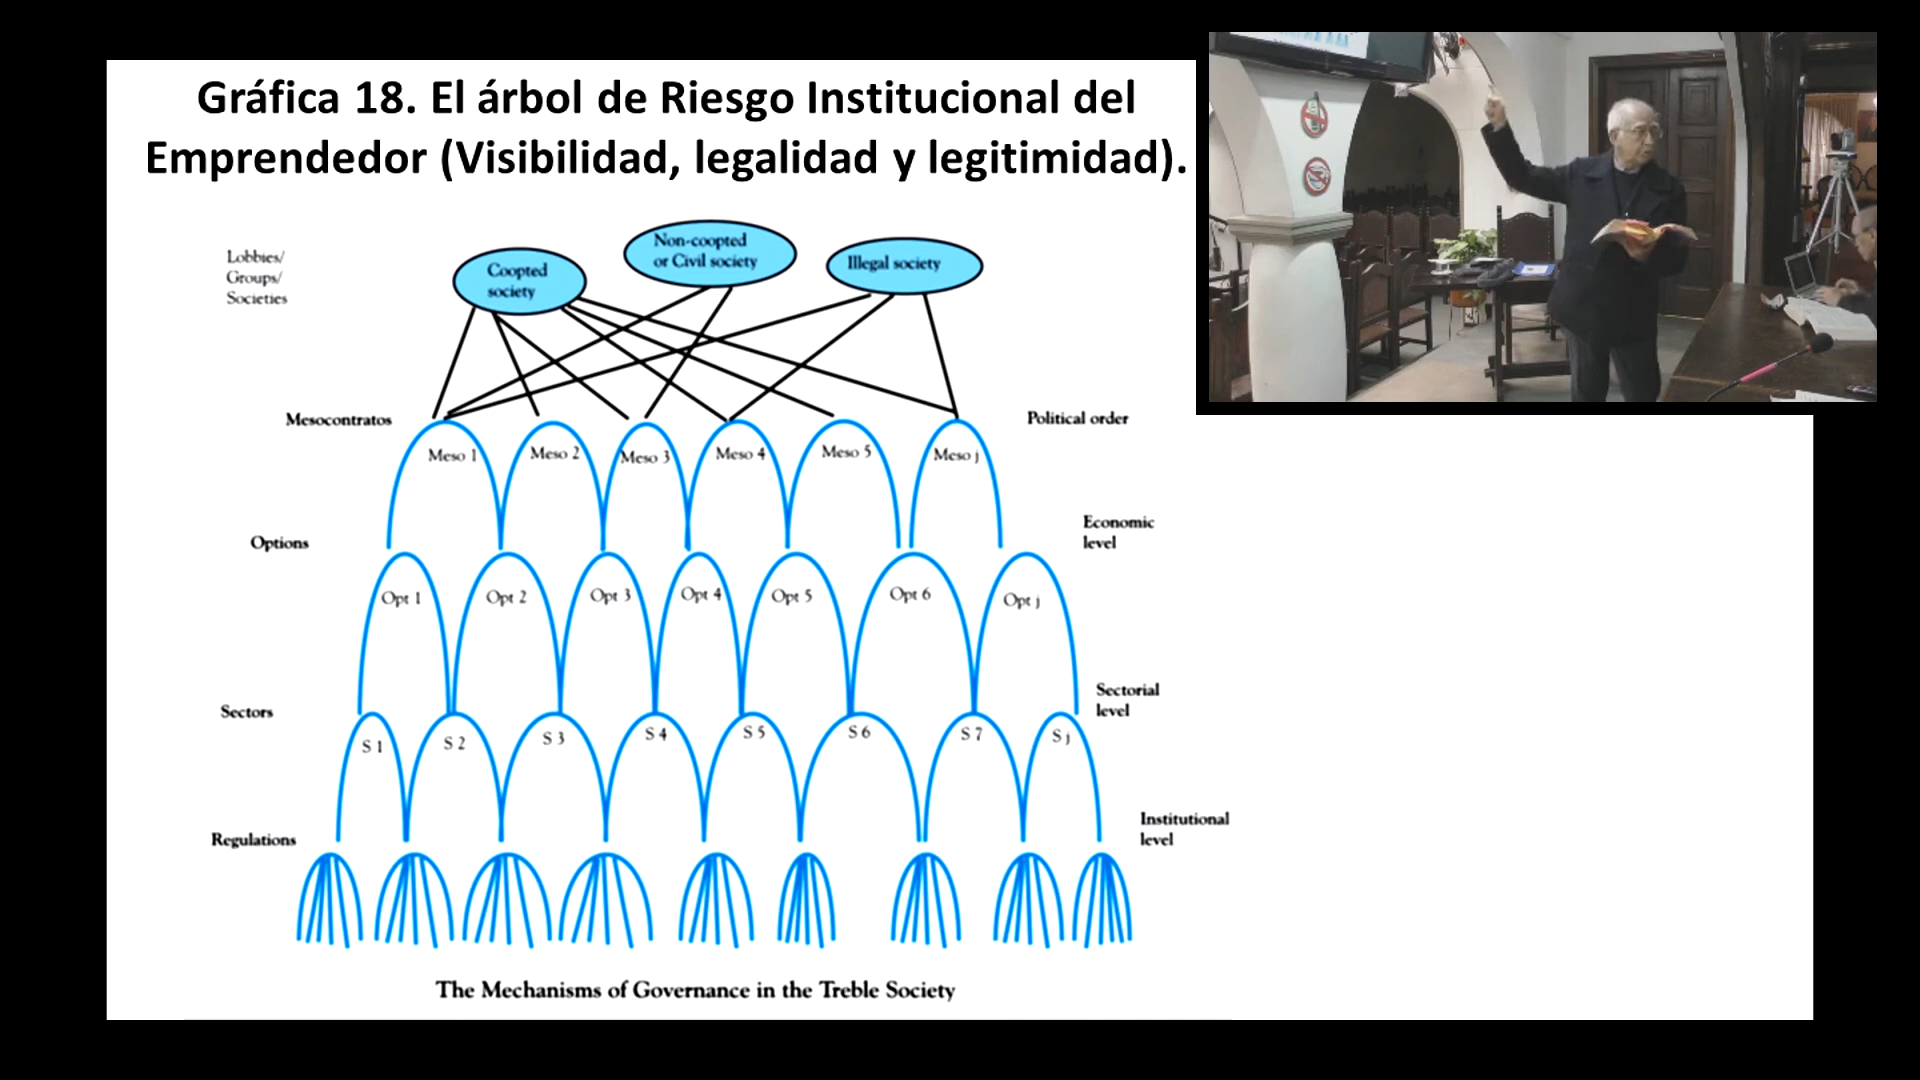 Gráfica 18. El árbol de Riesgo Institucional del
Emprendedor (Visibilidad, legalidad y legitimidad).
Lobbies/
Groups/
Societies
Coopted
society
Non-coopted
or Civil society
Illegal society
Mesocontratos
Political order
Meso 1
Meso 2
Meso 3
Meso 4
Meso 5
Meso j
Options
Economic
level
Opt 1
Opt 2
Opt 3
Opt 4
Opt 5
Opt 6
Opt j
Sectors
Sectorial
level
S 1
S 2
S 3
S 4
S 5
S 6
S 7
S j
Regulations
Institutional
level
The Mechanisms of Governance in the Treble Society